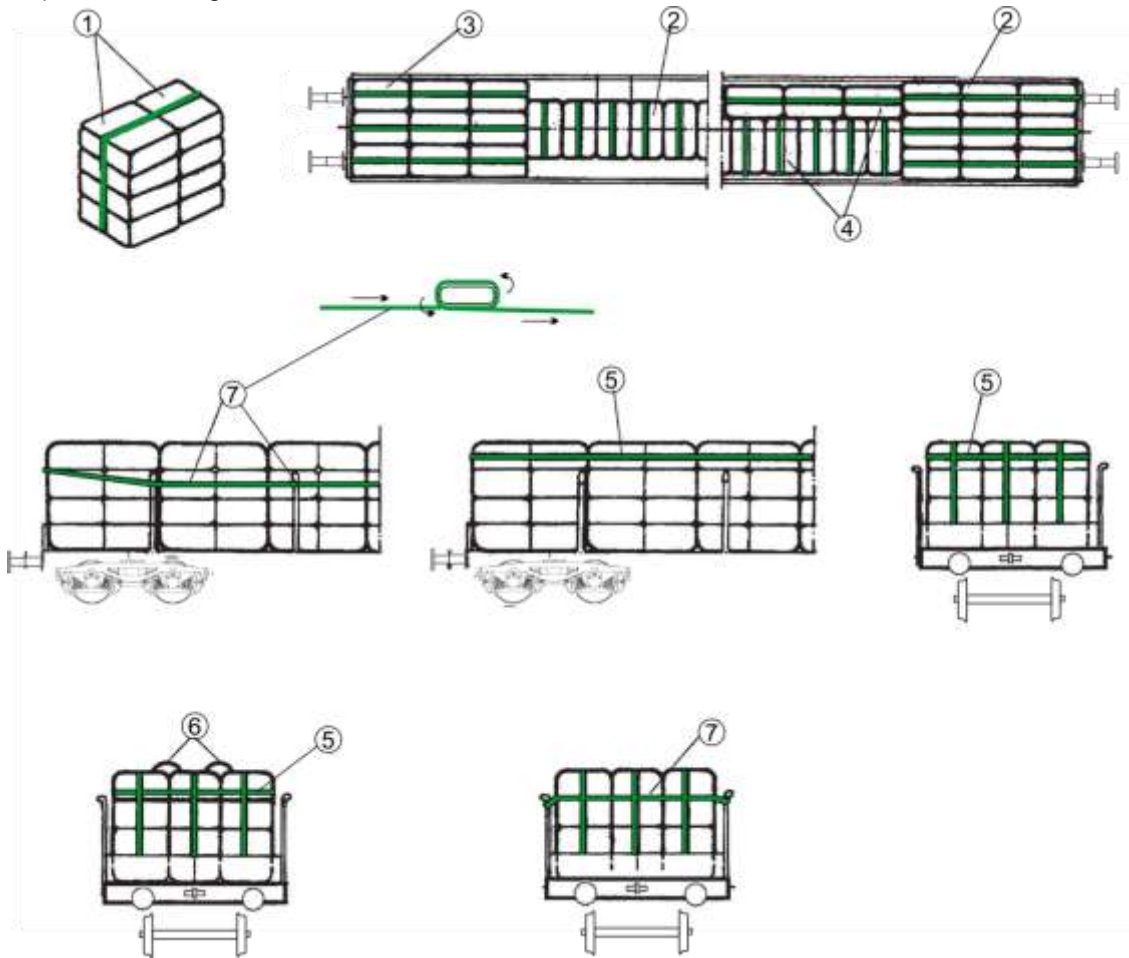 ① ③ ② ②
④
⑦ ⑤ ⑤
⑥ ⑤ ⑦